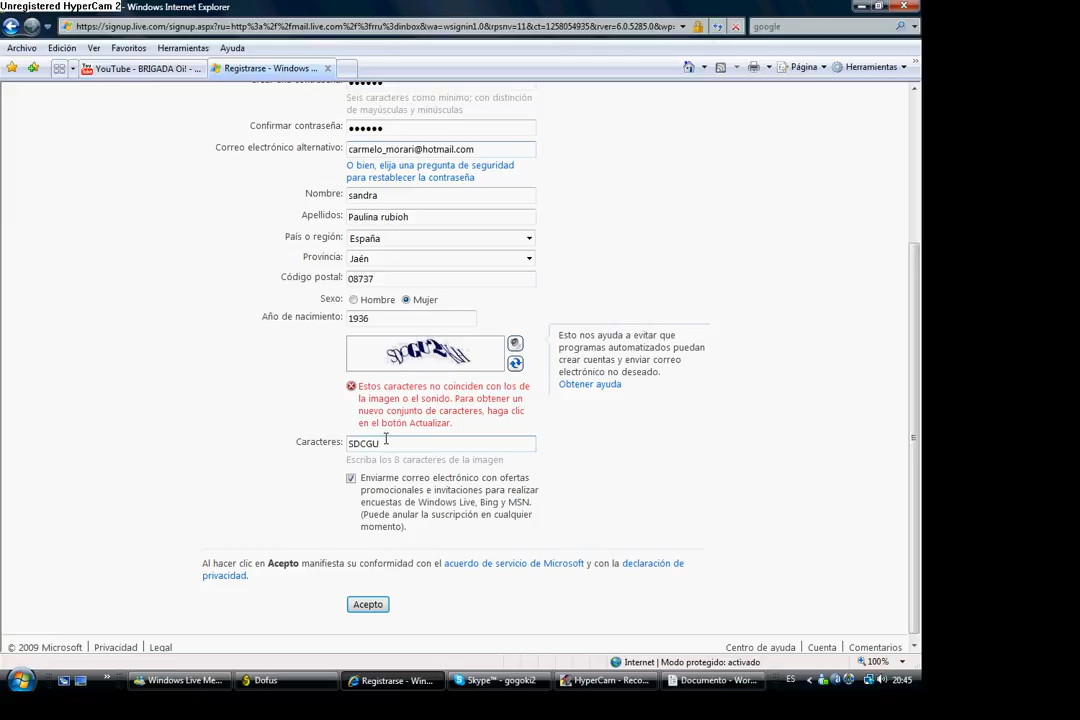 Unregistered HyperCam 2 - Windows Internet Explorer
https://signup.live.com/signup.aspx?ru=http%3a%2f%2fmail.live.com%2f%3frru%3dinbox&wa=wsignin1.0&rpsnv=11&ct=1258054935&rver=6.0.5285.0&wp=
google
Archivo Edición Ver Favoritos Herramientas Ayuda
YouTube - BRIGADA Oi! - ...
Registrarse - Windows ...
Página
Herramientas
Seis caracteres como mínimo; con distinción
de mayúsculas y minúsculas
Confirmar contraseña: ●●●●●●
Correo electrónico alternativo: carmelo_morari@hotmail.com
O bien, elija una pregunta de seguridad
para restablecer la contraseña
Nombre: sandra
Apellidos: Paulina rubioh
País o región: España
Provincia: Jaén
Código postal: 08737
Sexo: Hombre Mujer
Año de nacimiento: 1936
Esto nos ayuda a evitar que
programas automatizados puedan
crear cuentas y enviar correo
electrónico no deseado.
Obtener ayuda
Estos caracteres no coinciden con los de
la imagen o el sonido. Para obtener un
nuevo conjunto de caracteres, haga clic
en el botón Actualizar.
Caracteres: SDCGU
Escriba los 8 caracteres de la imagen
Enviarme correo electrónico con ofertas
promocionales e invitaciones para realizar
encuestas de Windows Live, Bing y MSN.
(Puede anular la suscripción en cualquier
momento).
Al hacer clic en Acepto manifiesta su conformidad con el acuerdo de servicio de Microsoft y con la declaración de
privacidad.
Acepto
© 2009 Microsoft Privacidad Legal Centro de ayuda Cuenta Comentarios
Internet | Modo protegido: activado 100%
Windows Live Me... Dofus Registrarse - Win... Skype™ - gogoki2 HyperCam - Reco... Documento - Wor... ES 20:45